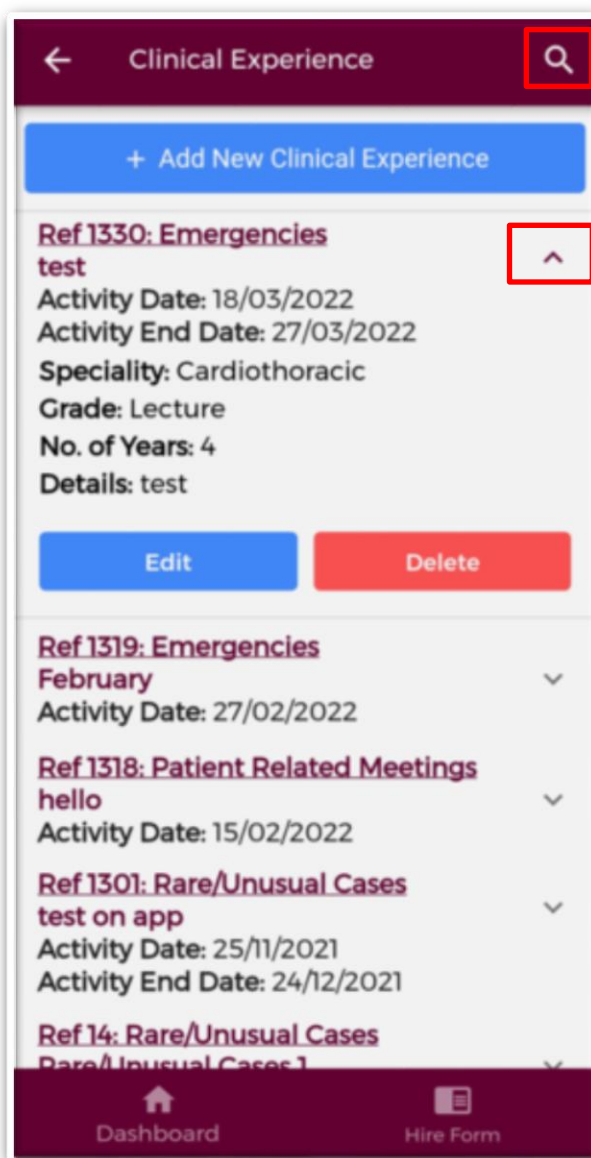 Clinical Experience
+ Add New Clinical Experience
Ref 1330: Emergencies
test
Activity Date: 18/03/2022
Activity End Date: 27/03/2022
Speciality: Cardiothoracic
Grade: Lecture
No. of Years: 4
Details: test
Edit Delete
Ref 1319: Emergencies
February
Activity Date: 27/02/2022
Ref 1318: Patient Related Meetings
hello
Activity Date: 15/02/2022
Ref 1301: Rare/Unusual Cases
test on app
Activity Date: 25/11/2021
Activity End Date: 24/12/2021
Ref 14: Rare/Unusual Cases
Rare/Unusual Cases 1
Dashboard Hire Form